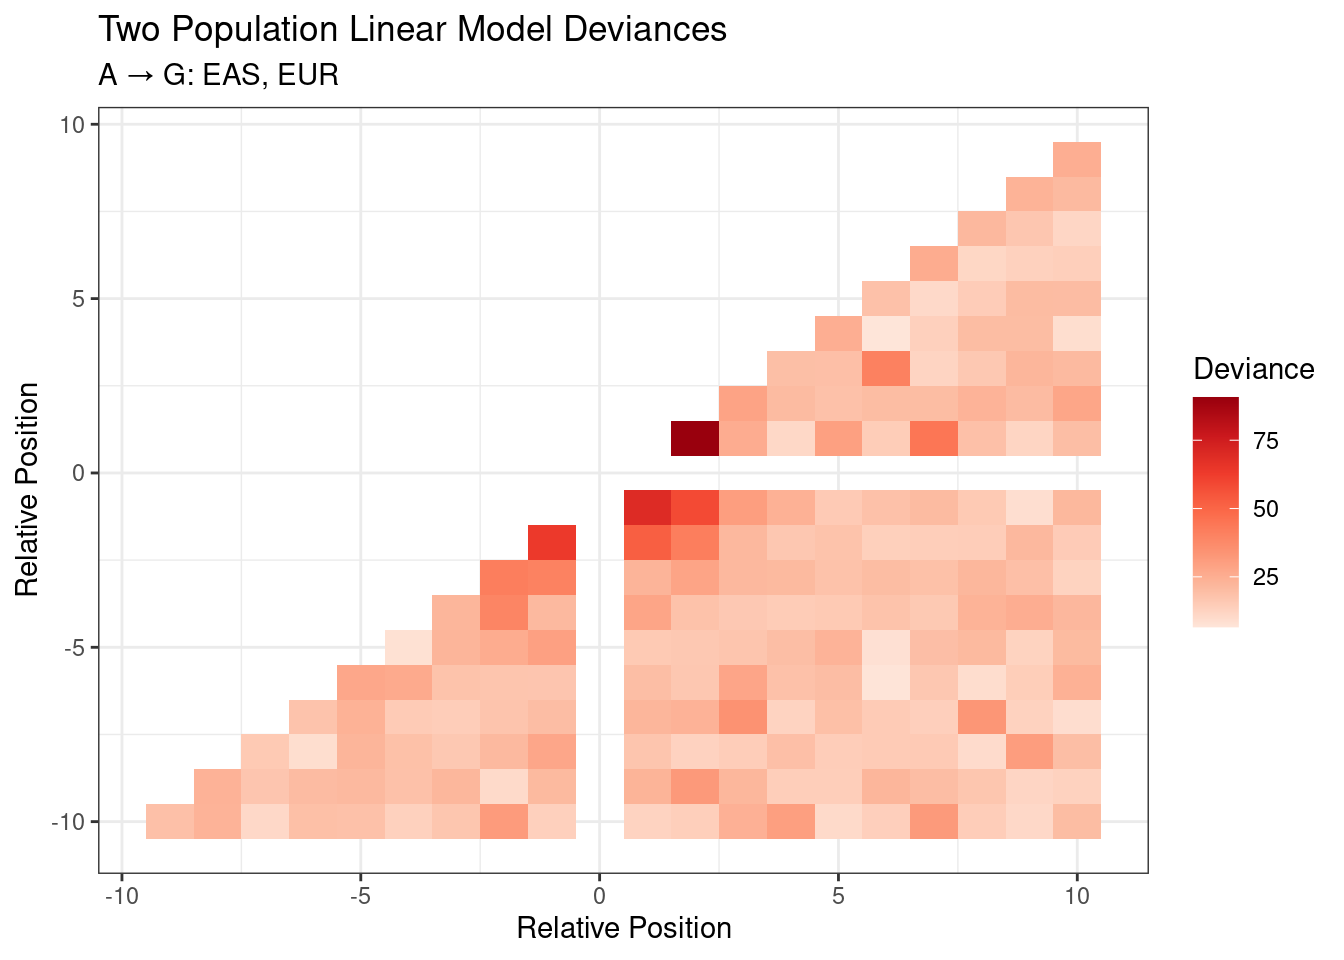 Two Population Linear Model Deviances
A → G: EAS, EUR
10
5
0
-5
-10
Relative Position
-10
-5
0
5
10
Relative Position
Deviance
75
50
25